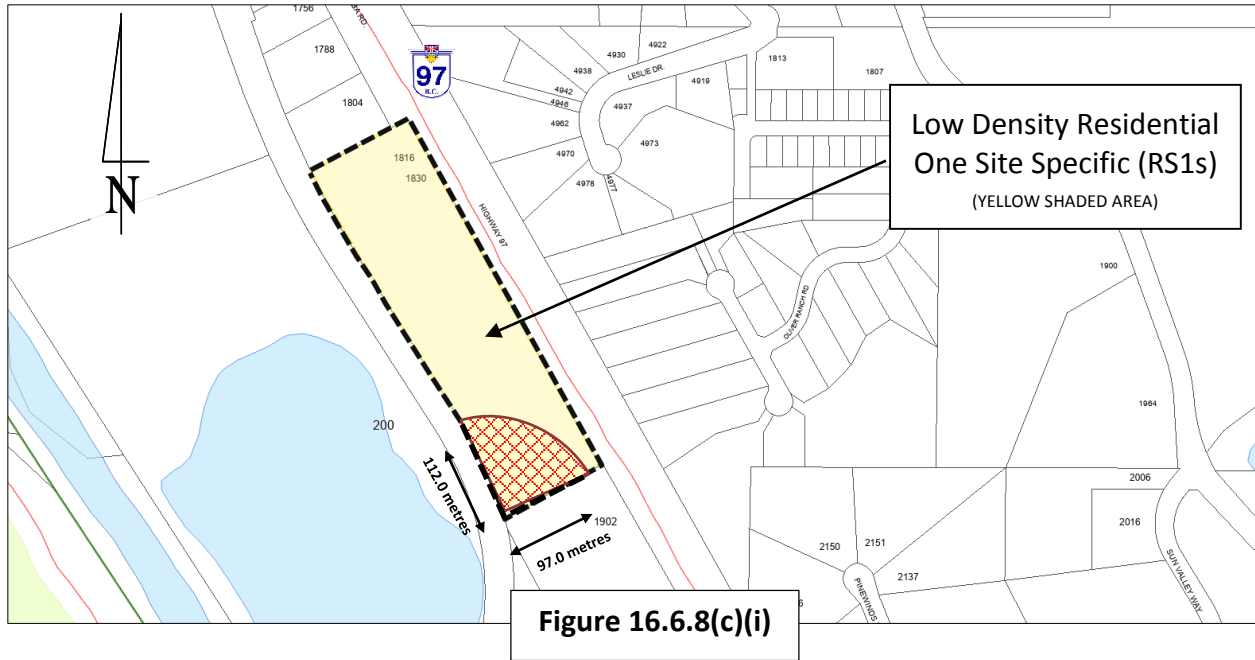 1756
BA RD
1788
1804
97
B.C.
4922
4930
4938
4942
4946
4962
4970
4978
4977
4937
4973
4919
LESLIE DR.
1813
1807
1816
1830
HIGHWAY 97
N
Low Density Residential
One Site Specific (RS1s)
(YELLOW SHADED AREA)
OLIVER RANCH RD
1900
1964
200
112.0 metres
97.0 metres
1902
2006
2016
2150
2151
2137
PINEWINDS
6
SUN VALLEY WAY
Figure 16.6.8(c)(i)